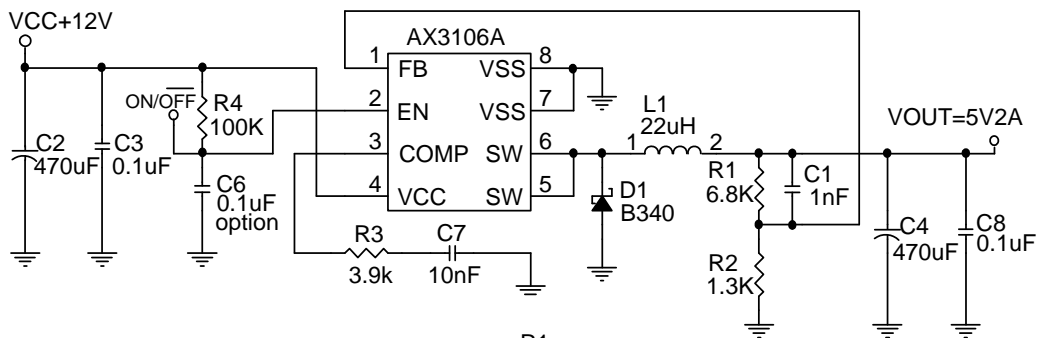 VCC+12V
AX3106A
1
FB
VSS
8
2
EN
VSS
7
3
COMP
SW
6
4
VCC
SW
5
ON/OFF
R4
100K
C2
470uF
C3
0.1uF
C6
0.1uF
option
R3
3.9k
C7
10nF
D1
B340
L1
22uH
1
2
R1
6.8K
C1
1nF
R2
1.3K
VOUT=5V2A
C4
470uF
C8
0.1uF